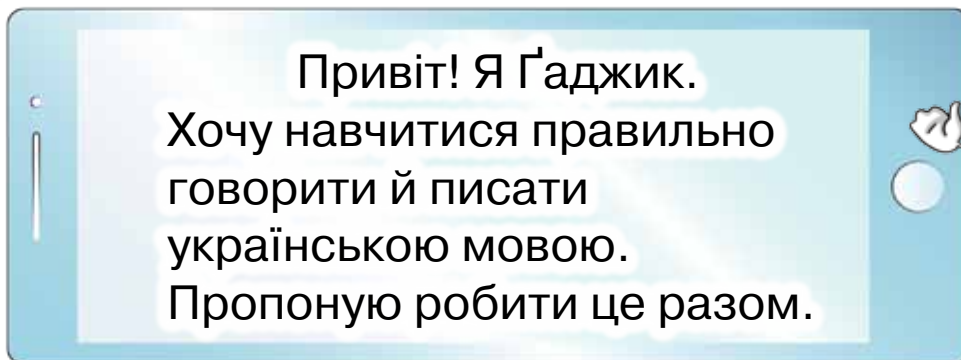 Привіт! Я Ґаджик.
Хочу навчитися правильно
говорити й писати
українською мовою.
Пропоную робити це разом.